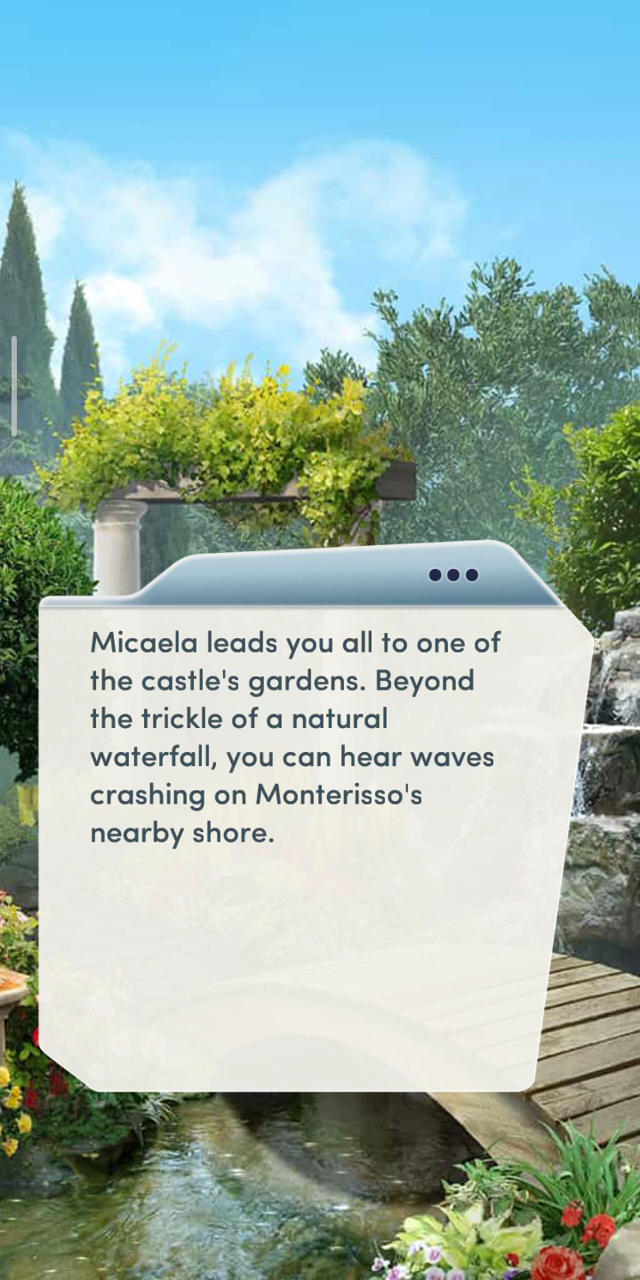 Micaela leads you all to one of
the castle's gardens. Beyond
the trickle of a natural
waterfall, you can hear waves
crashing on Monterisso's
nearby shore.